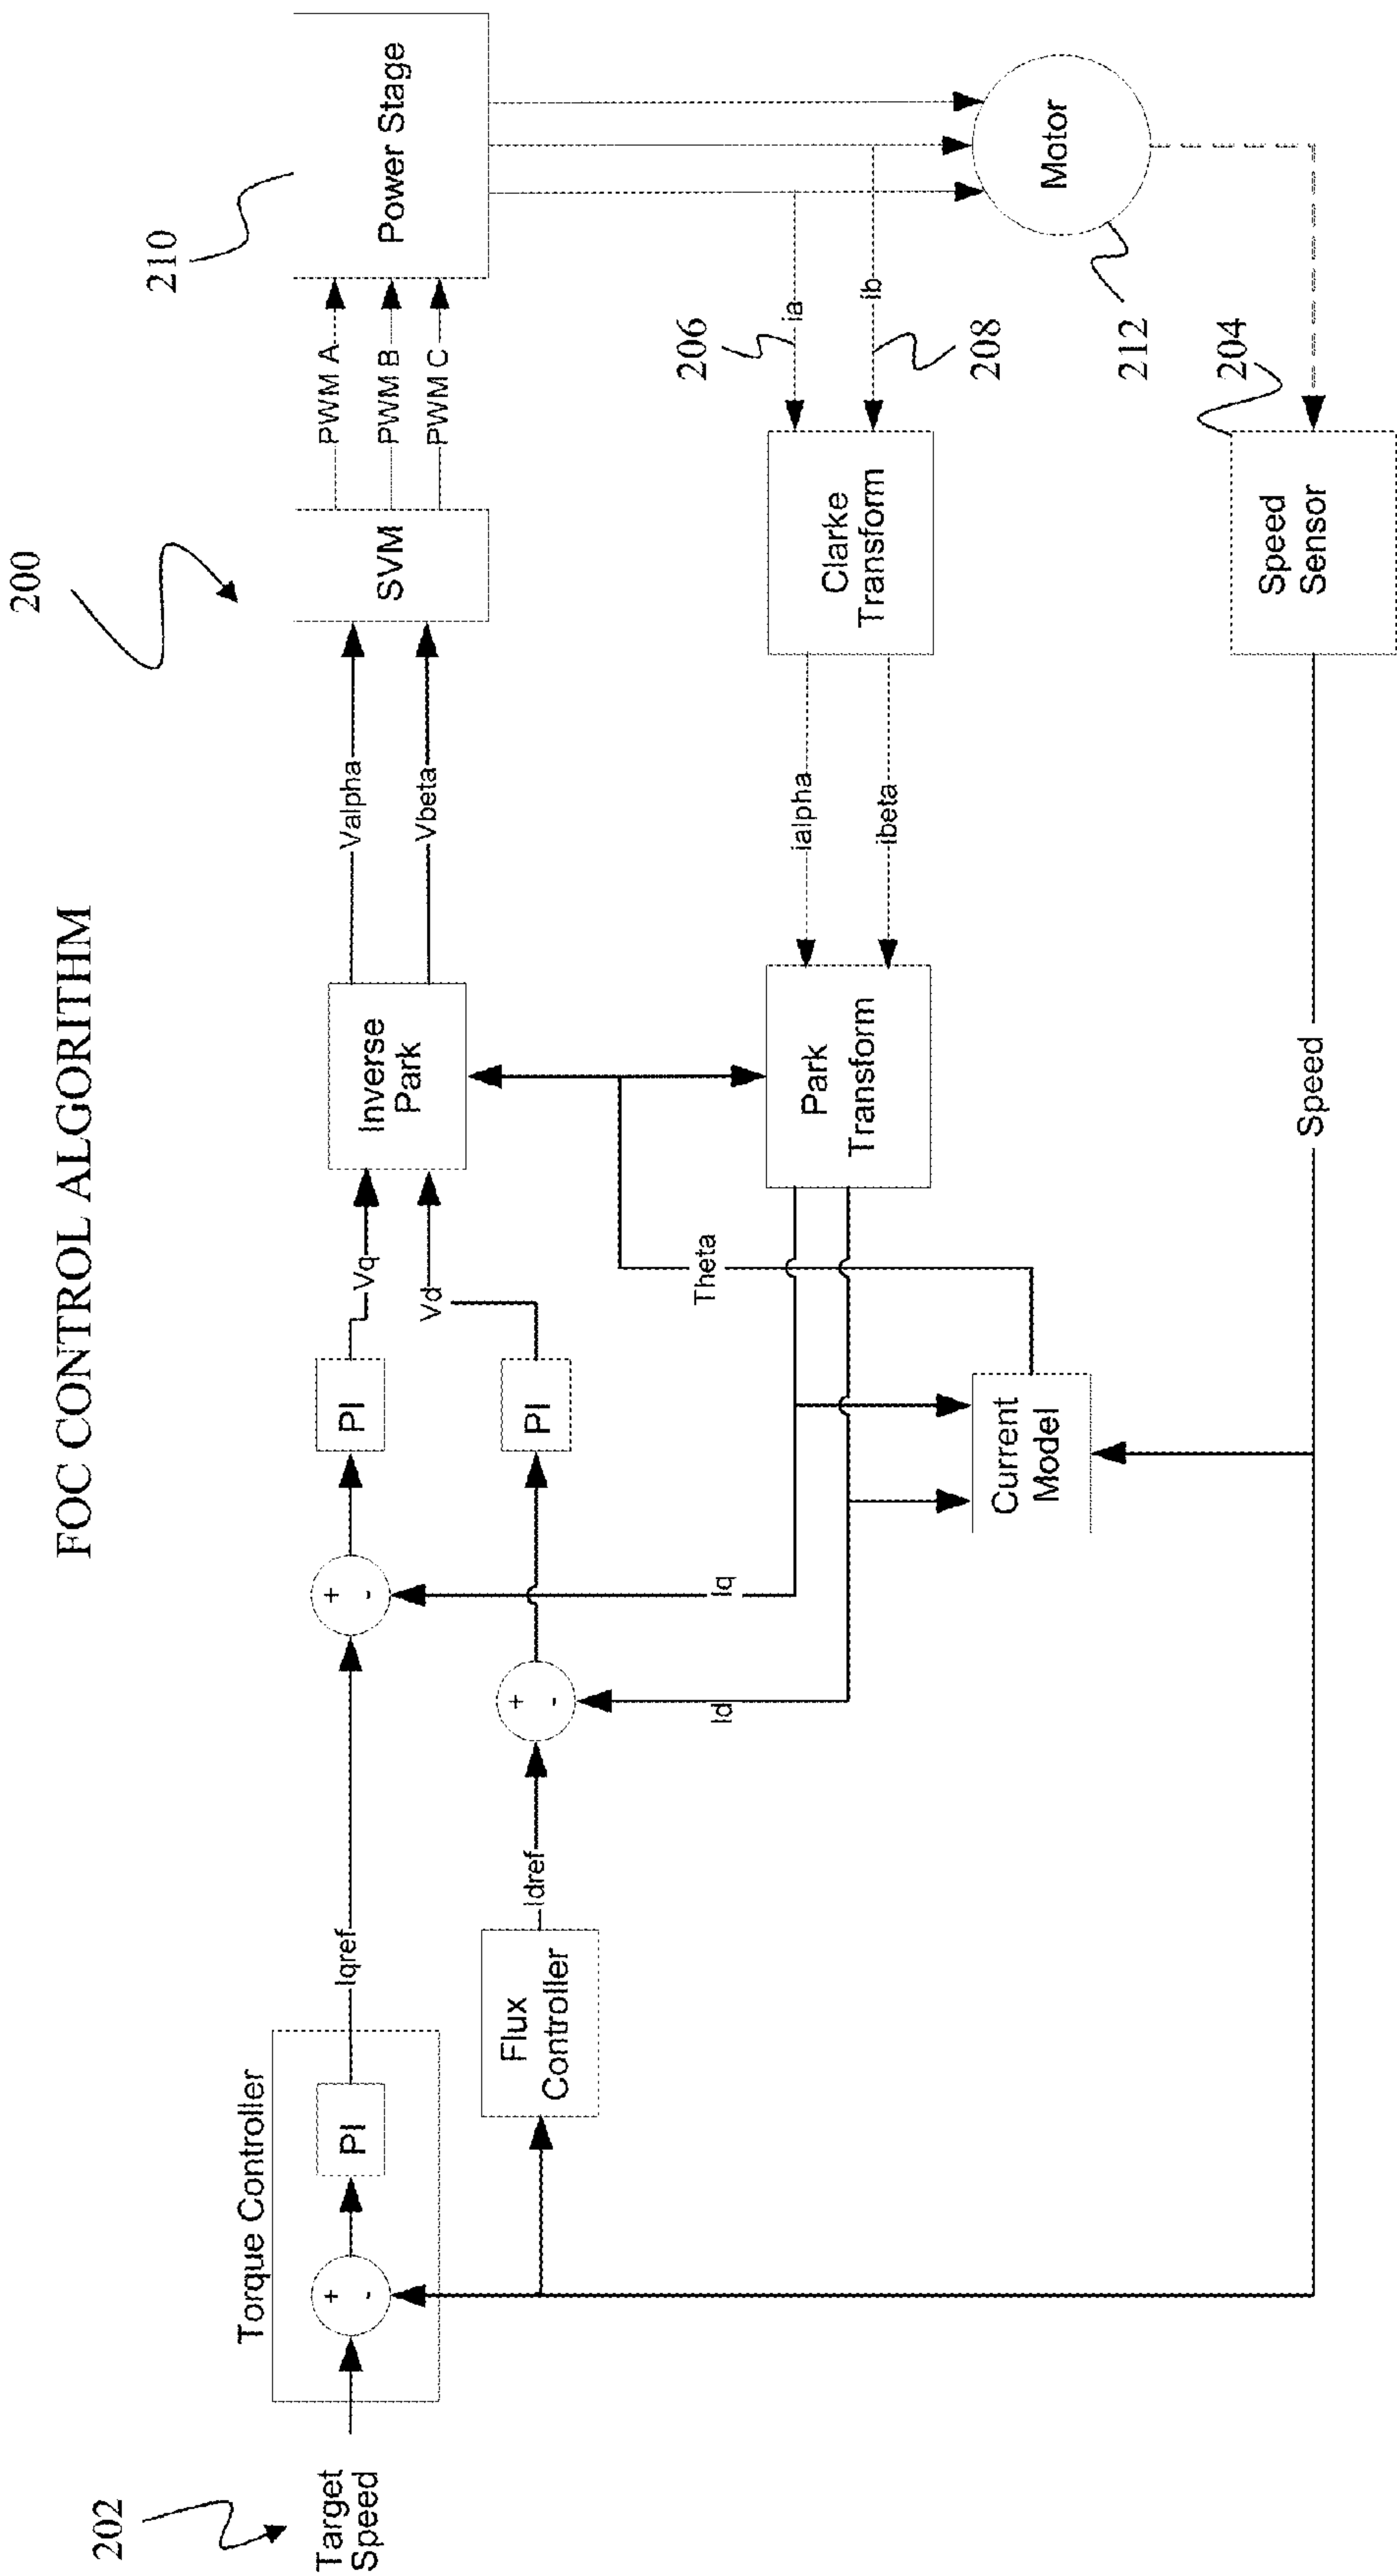 FOC CONTROL ALGORITHM
200
202
Target
Speed
Torque Controller
+
-
PI
Iqref
+
-
PI
Vq
Inverse
Park
Valpha
Vbeta
SVM
PWM A
PWM B
PWM C
210
Power Stage
Flux
Controller
Idref
+
-
PI
Vd
Iq
Id
Theta
Park
Transform
ialpha
ibeta
Clarke
Transform
206
ia
ib
208
Motor
212
Current
Model
204
Speed
Sensor
Speed